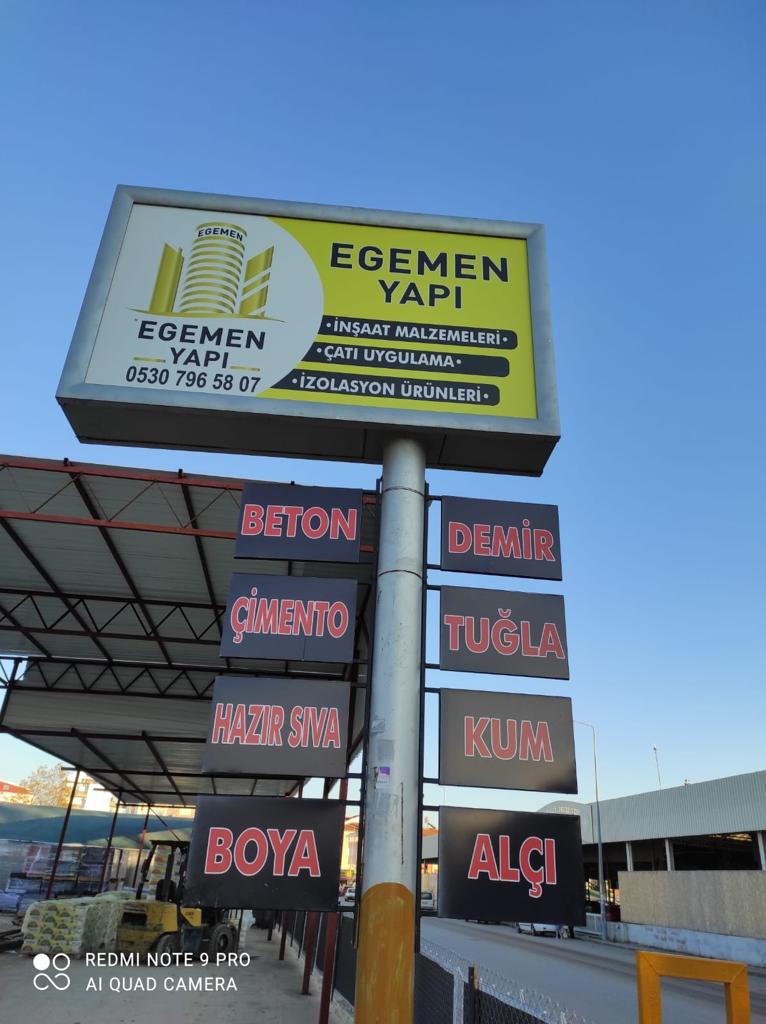 EGEMEN
EGEMEN
YAPI
0530 796 58 07
EGEMEN
YAPI
•İNŞAAT MALZEMELERİ•
•ÇATI UYGULAMA•
•İZOLASYON ÜRÜNLERİ•
BETON
DEMİR
ÇİMENTO
TUĞLA
HAZIR SIVA
KUM
BOYA
ALÇI
REDMI NOTE 9 PRO
AI QUAD CAMERA